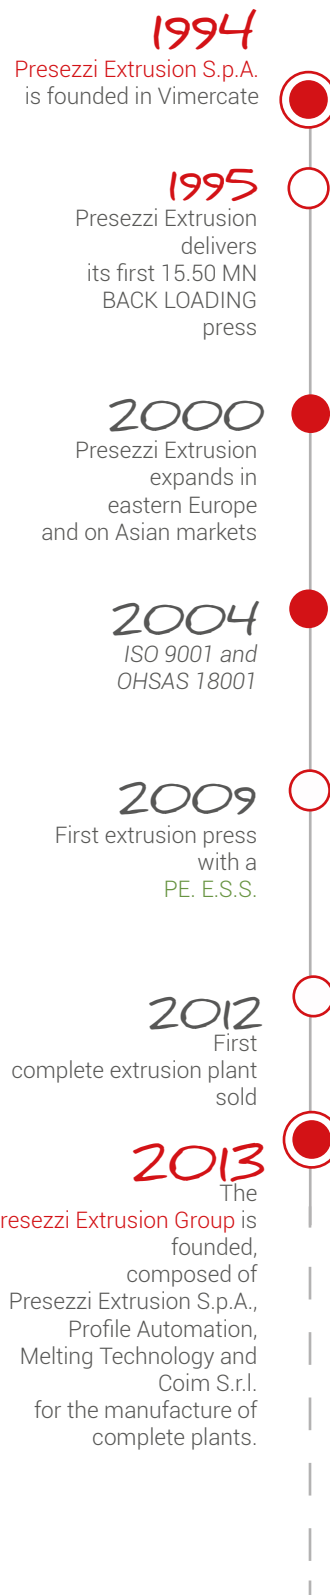 1994
Presezzi Extrusion S.p.A.
is founded in Vimercate
1995
Presezzi Extrusion
delivers
its first 15.50 MN
BACK LOADING
press
2000
Presezzi Extrusion
expands in
eastern Europe
and on Asian markets
2004
ISO 9001 and
OHSAS 18001
2009
First extrusion press
with a
PE. E.S.S.
2012
First
complete extrusion plant
sold
2013
The
resezzi Extrusion Group is
founded,
composed of
Presezzi Extrusion S.p.A.,
Profile Automation,
Melting Technology and
Coim S.r.l.
for the manufacture of
complete plants.